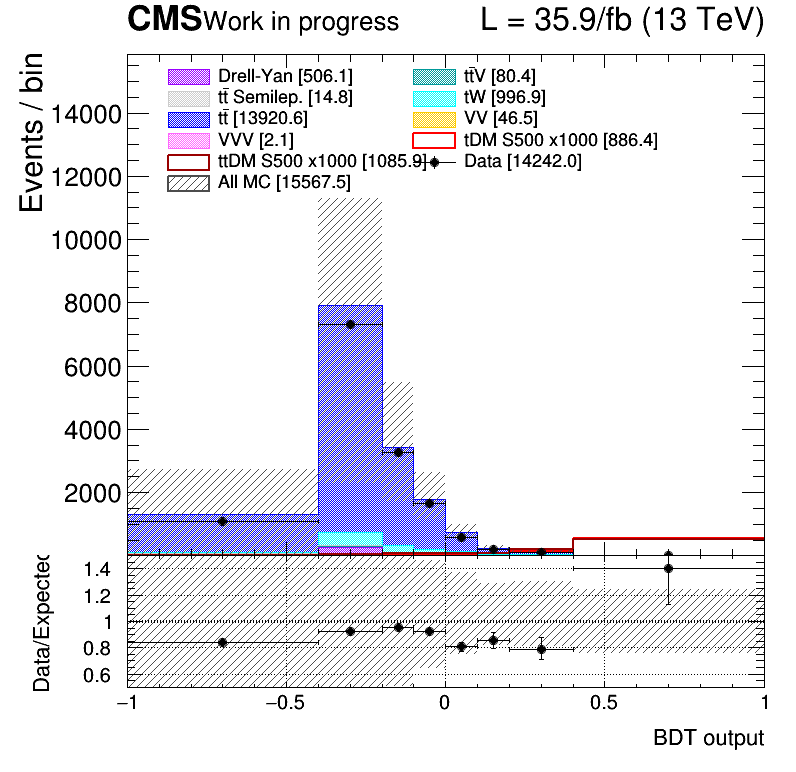 CMS Work in progress L = 35.9/fb (13 TeV)
Events / bin
Drell-Yan [506.1] tt̄V [80.4]
tt̄ Semilep. [14.8] tW [996.9]
tt̄ [13920.6] VV [46.5]
VVV [2.1] tDM S500 x1000 [886.4]
ttDM S500 x1000 [1085.9] Data [14242.0]
All MC [15567.5]
14000
12000
10000
8000
6000
4000
2000
Data/Expected
1.4
1.2
1
0.8
0.6
−1 −0.5 0 0.5 1
BDT output